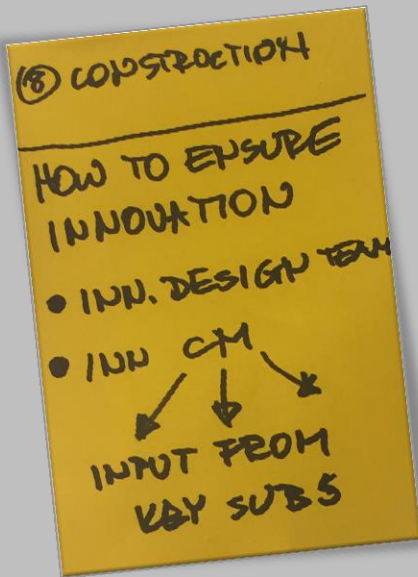 (8) CONSTRUCTION
HOW TO ENSURE
INNOVATION
• INN. DESIGN TEAM
• INN CM
INPUT FROM
KEY SUBS